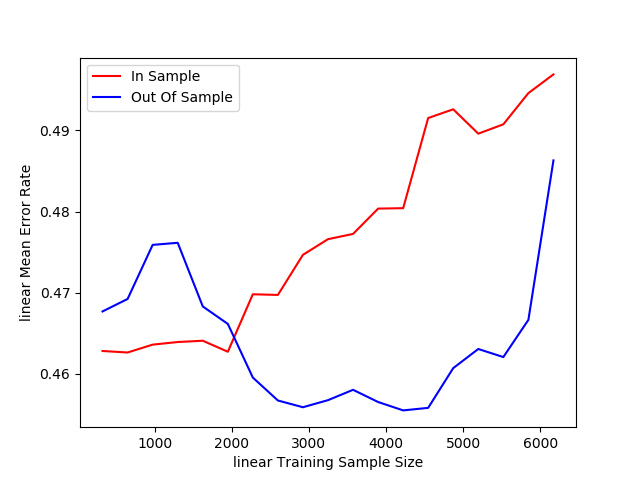 In Sample
Out Of Sample
0.49
0.48
0.47
0.46
linear Mean Error Rate
1000 2000 3000 4000 5000 6000
linear Training Sample Size